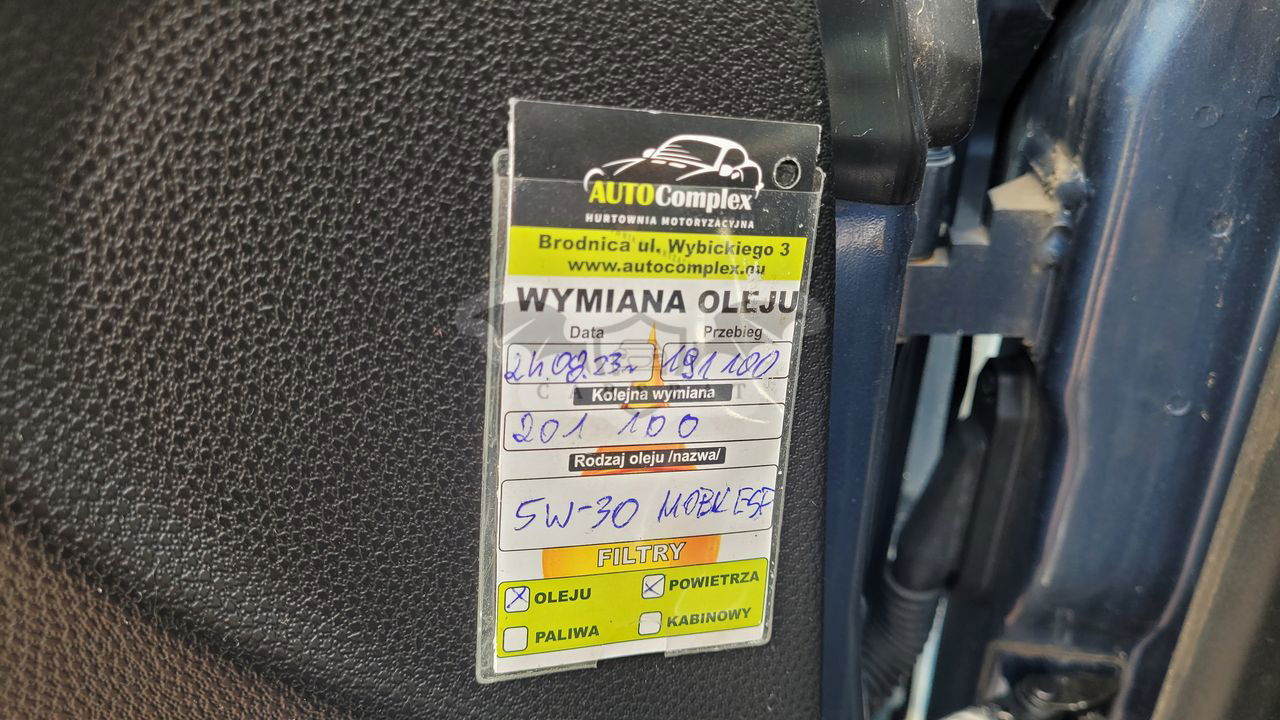 AUTOComplex
HURTOWNIA MOTORYZACYJNA
Brodnica ul. Wybickiego 3
www.autocomplex.eu
WYMIANA OLEJU
Data Przebieg
24.08.23r 191 100
Kolejna wymiana
201 100
Rodzaj oleju /nazwa/
5W-30 MOBIL ESP
FILTRY
OLEJU POWIETRZA
PALIWA KABINOWY